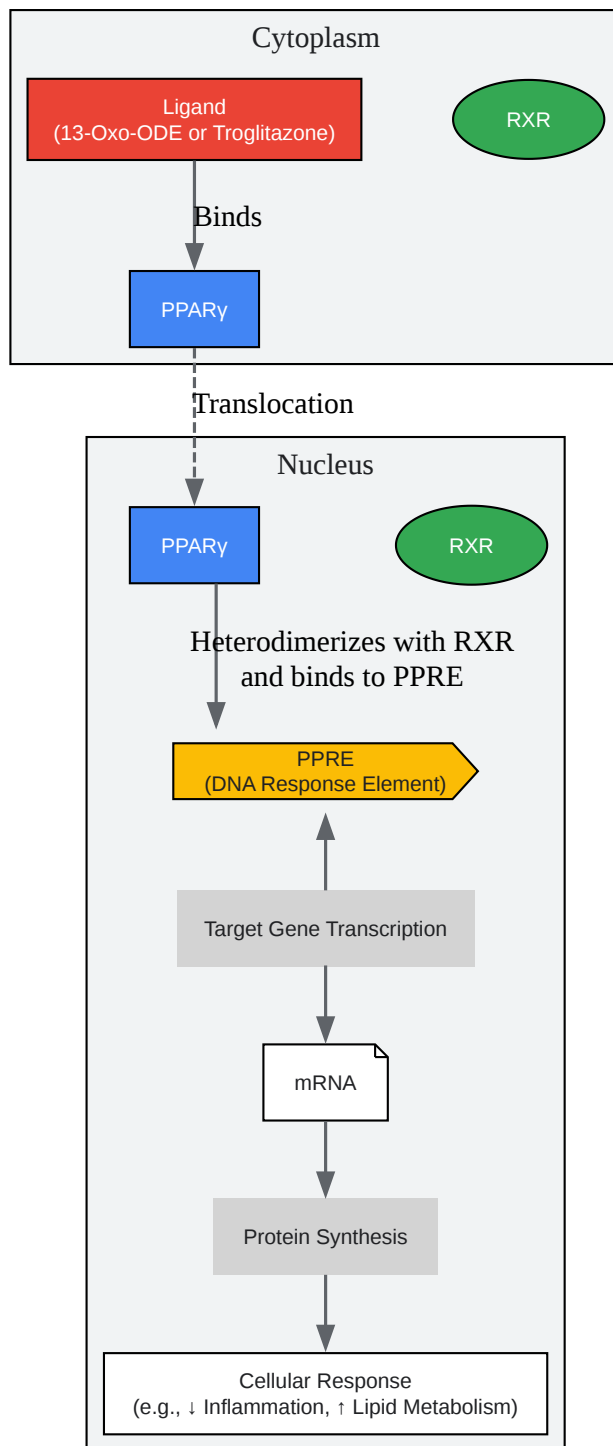 Cytoplasm
Ligand
(13-Oxo-ODE or Troglitazone)
RXR
Binds
PPARγ
Translocation
Nucleus
PPARγ
RXR
Heterodimerizes with RXR
and binds to PPRE
PPRE
(DNA Response Element)
Target Gene Transcription
mRNA
Protein Synthesis
Cellular Response
(e.g., ↓ Inflammation, ↑ Lipid Metabolism)